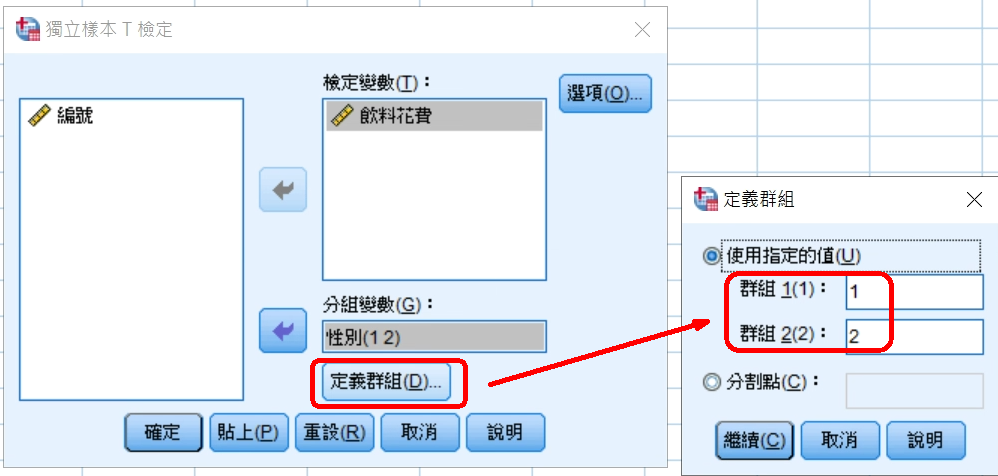 獨立樣本 T 檢定
檢定變數(T)：
選項(O)...
編號
飲料花費
分組變數(G)：
性別(1 2)
定義群組(D)...
確定
貼上(P)
重設(R)
取消
說明
定義群組
使用指定的值(U)
群組 1(1)： 1
群組 2(2)： 2
分割點(C)：
繼續(C)
取消
說明